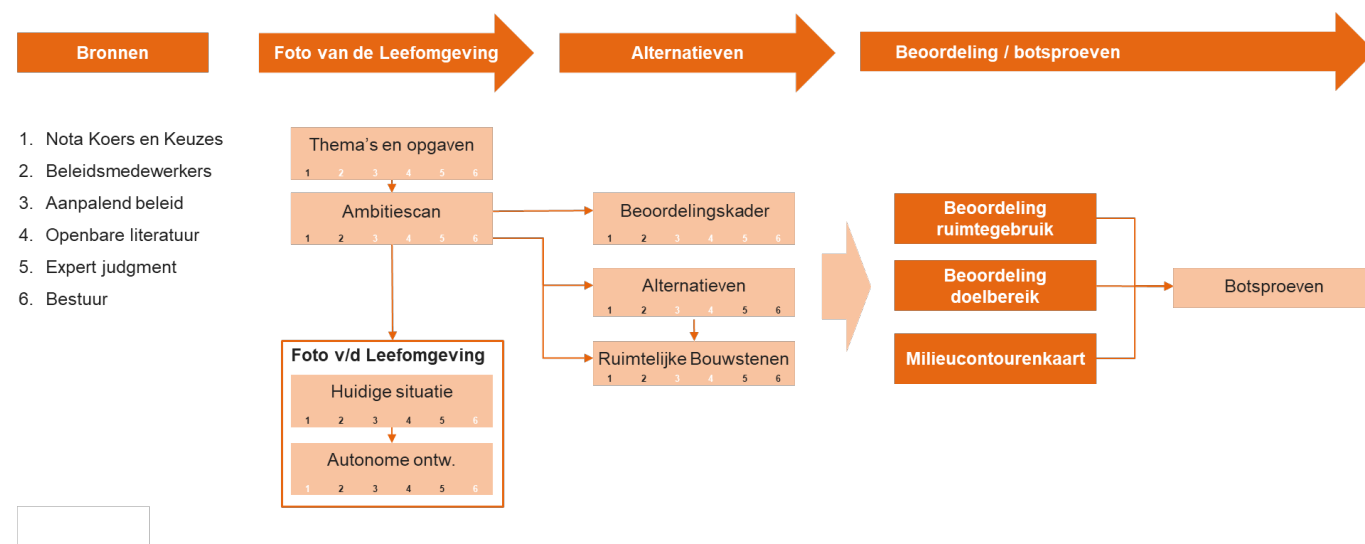 Bronnen
Foto van de Leefomgeving
Alternatieven
Beoordeling / botsproeven
1. Nota Koers en Keuzes
2. Beleidsmedewerkers
3. Aanpalend beleid
4. Openbare literatuur
5. Expert judgment
6. Bestuur
Thema's en opgaven
1 2 3 4 5 6
Ambitiescan
1 2 3 4 5 6
Foto v/d Leefomgeving
Huidige situatie
1 2 3 4 5 6
Autonome ontw.
1 2 3 4 5 6
Beoordelingskader
1 2 3 4 5 6
Alternatieven
1 2 3 4 5 6
Ruimtelijke Bouwstenen
1 2 3 4 5 6
Beoordeling
ruimtegebruik
Beoordeling
doelbereik
Milieucontourenkaart
Botsproeven